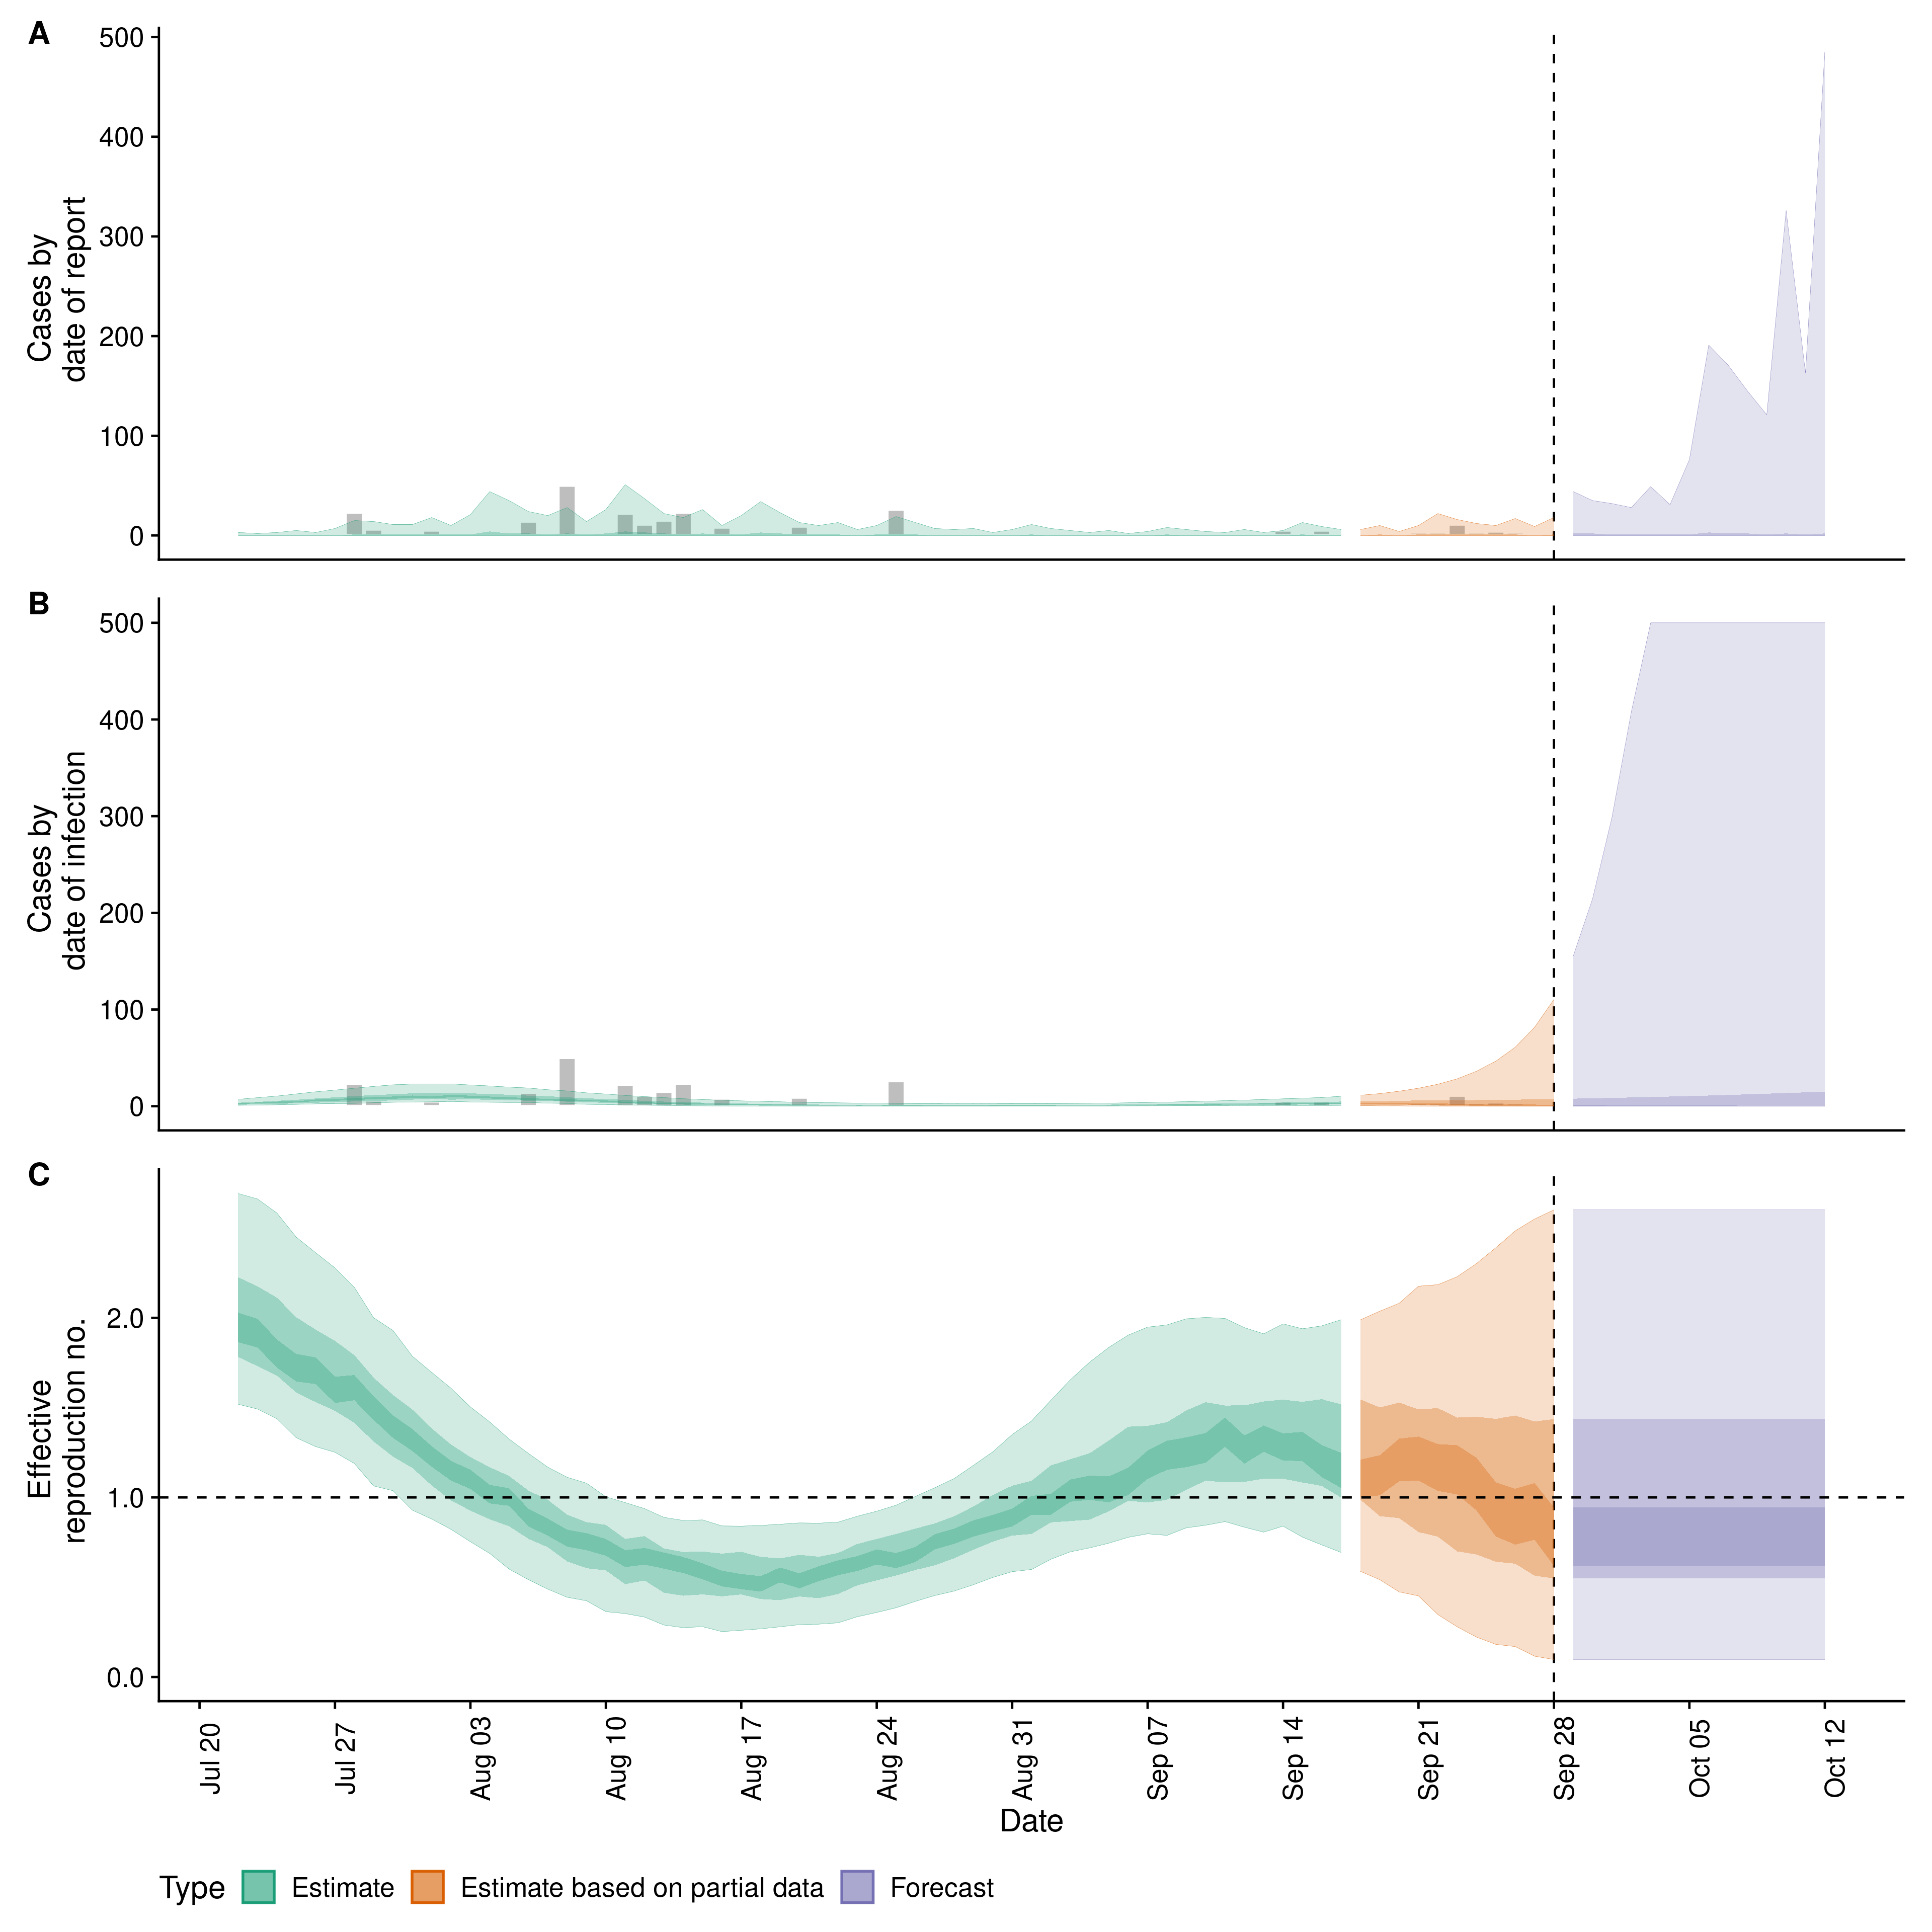 A
Cases by
date of report
500
400
300
200
100
0
B
Cases by
date of infection
500
400
300
200
100
0
C
Effective
reproduction no.
2.0
1.0
0.0
Jul 20
Jul 27
Aug 03
Aug 10
Aug 17
Aug 24
Aug 31
Sep 07
Sep 14
Sep 21
Sep 28
Oct 05
Oct 12
Date
Type Estimate Estimate based on partial data Forecast